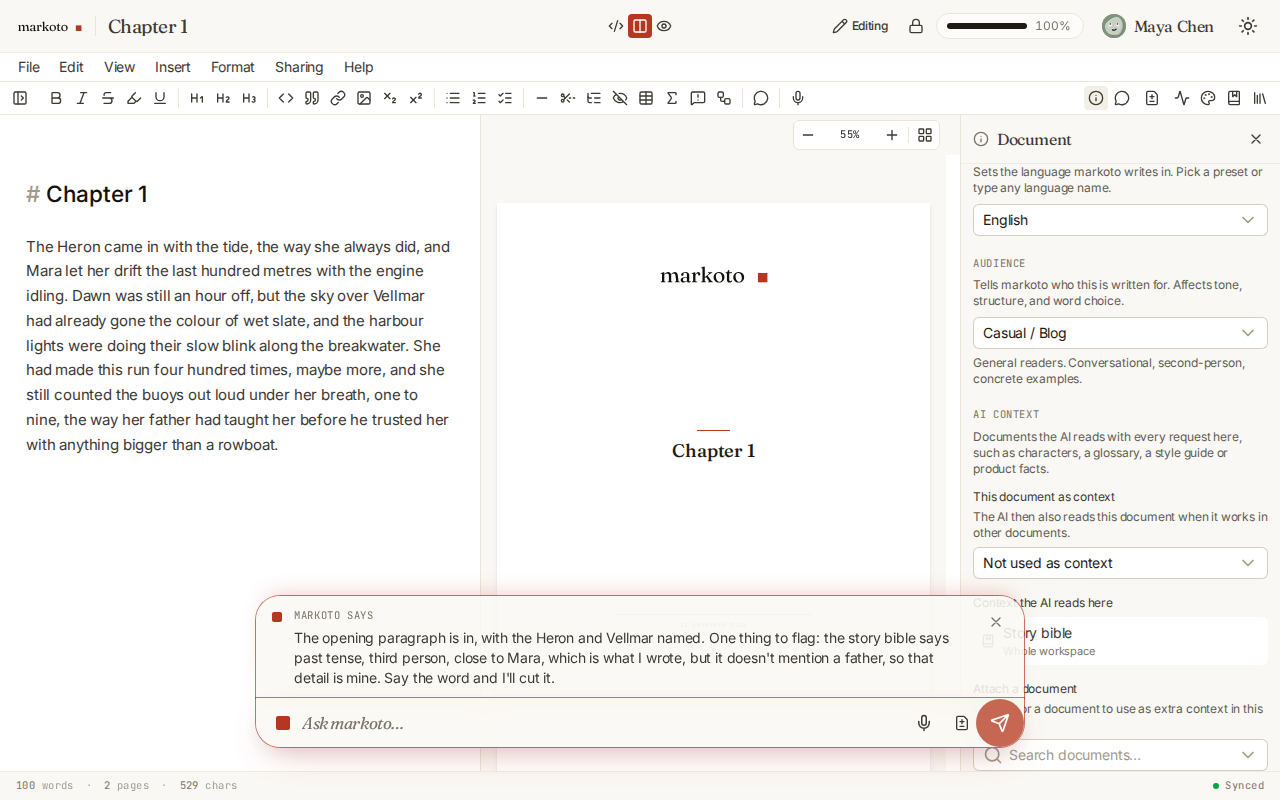 markoto
Chapter 1
Editing
100%
Maya Chen
File Edit View Insert Format Sharing Help
H1 H2 H3
55%
# Chapter 1
The Heron came in with the tide, the way she always did, and
Mara let her drift the last hundred metres with the engine
idling. Dawn was still an hour off, but the sky over Vellmar
had already gone the colour of wet slate, and the harbour
lights were doing their slow blink along the breakwater. She
had made this run four hundred times, maybe more, and she
still counted the buoys out loud under her breath, one to
nine, the way her father had taught her before he trusted her
with anything bigger than a rowboat.
markoto
Chapter 1
Document
Sets the language markoto writes in. Pick a preset or
type any language name.
English
AUDIENCE
Tells markoto who this is written for. Affects tone,
structure, and word choice.
Casual / Blog
General readers. Conversational, second-person,
concrete examples.
AI CONTEXT
Documents the AI reads with every request here,
such as characters, a glossary, a style guide or
product facts.
This document as context
The AI then also reads this document when it works in
other documents.
Not used as context
Context the AI reads here
Story bible
Whole workspace
Attach a document
or a document to use as extra context in this
Search documents...
MARKOTO SAYS
The opening paragraph is in, with the Heron and Vellmar named. One thing to flag: the story bible says
past tense, third person, close to Mara, which is what I wrote, but it doesn't mention a father, so that
detail is mine. Say the word and I'll cut it.
Ask markoto...
100 words · 2 pages · 529 chars
Synced